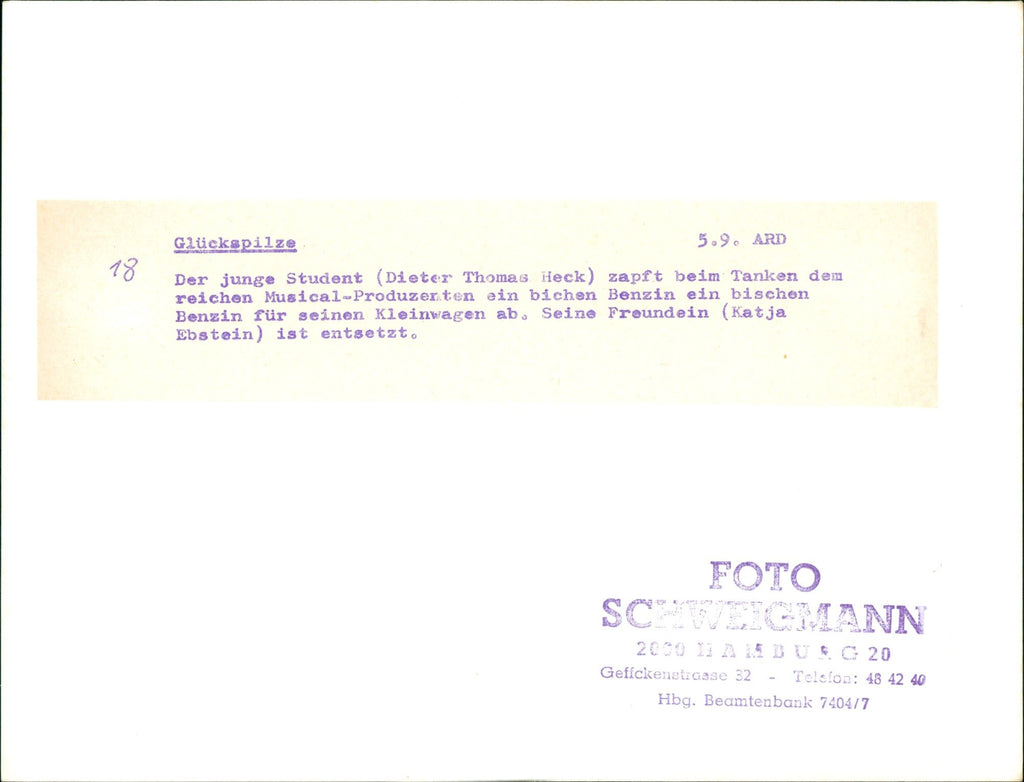 Glückspilze 5.9. ARD
18
Der junge Student (Dieter Thomas Heck) zapft beim Tanken dem
reichen Musical-Produzenten ein bichen Benzin ein bischen
Benzin für seinen Kleinwagen ab. Seine Freundein (Katja
Ebstein) ist entsetzt.
FOTO
SCHWEIGMANN
2000 HAMBURG 20
Geffckenstrasse 32 - Telefon: 48 42 40
Hbg. Beamtenbank 7404/7